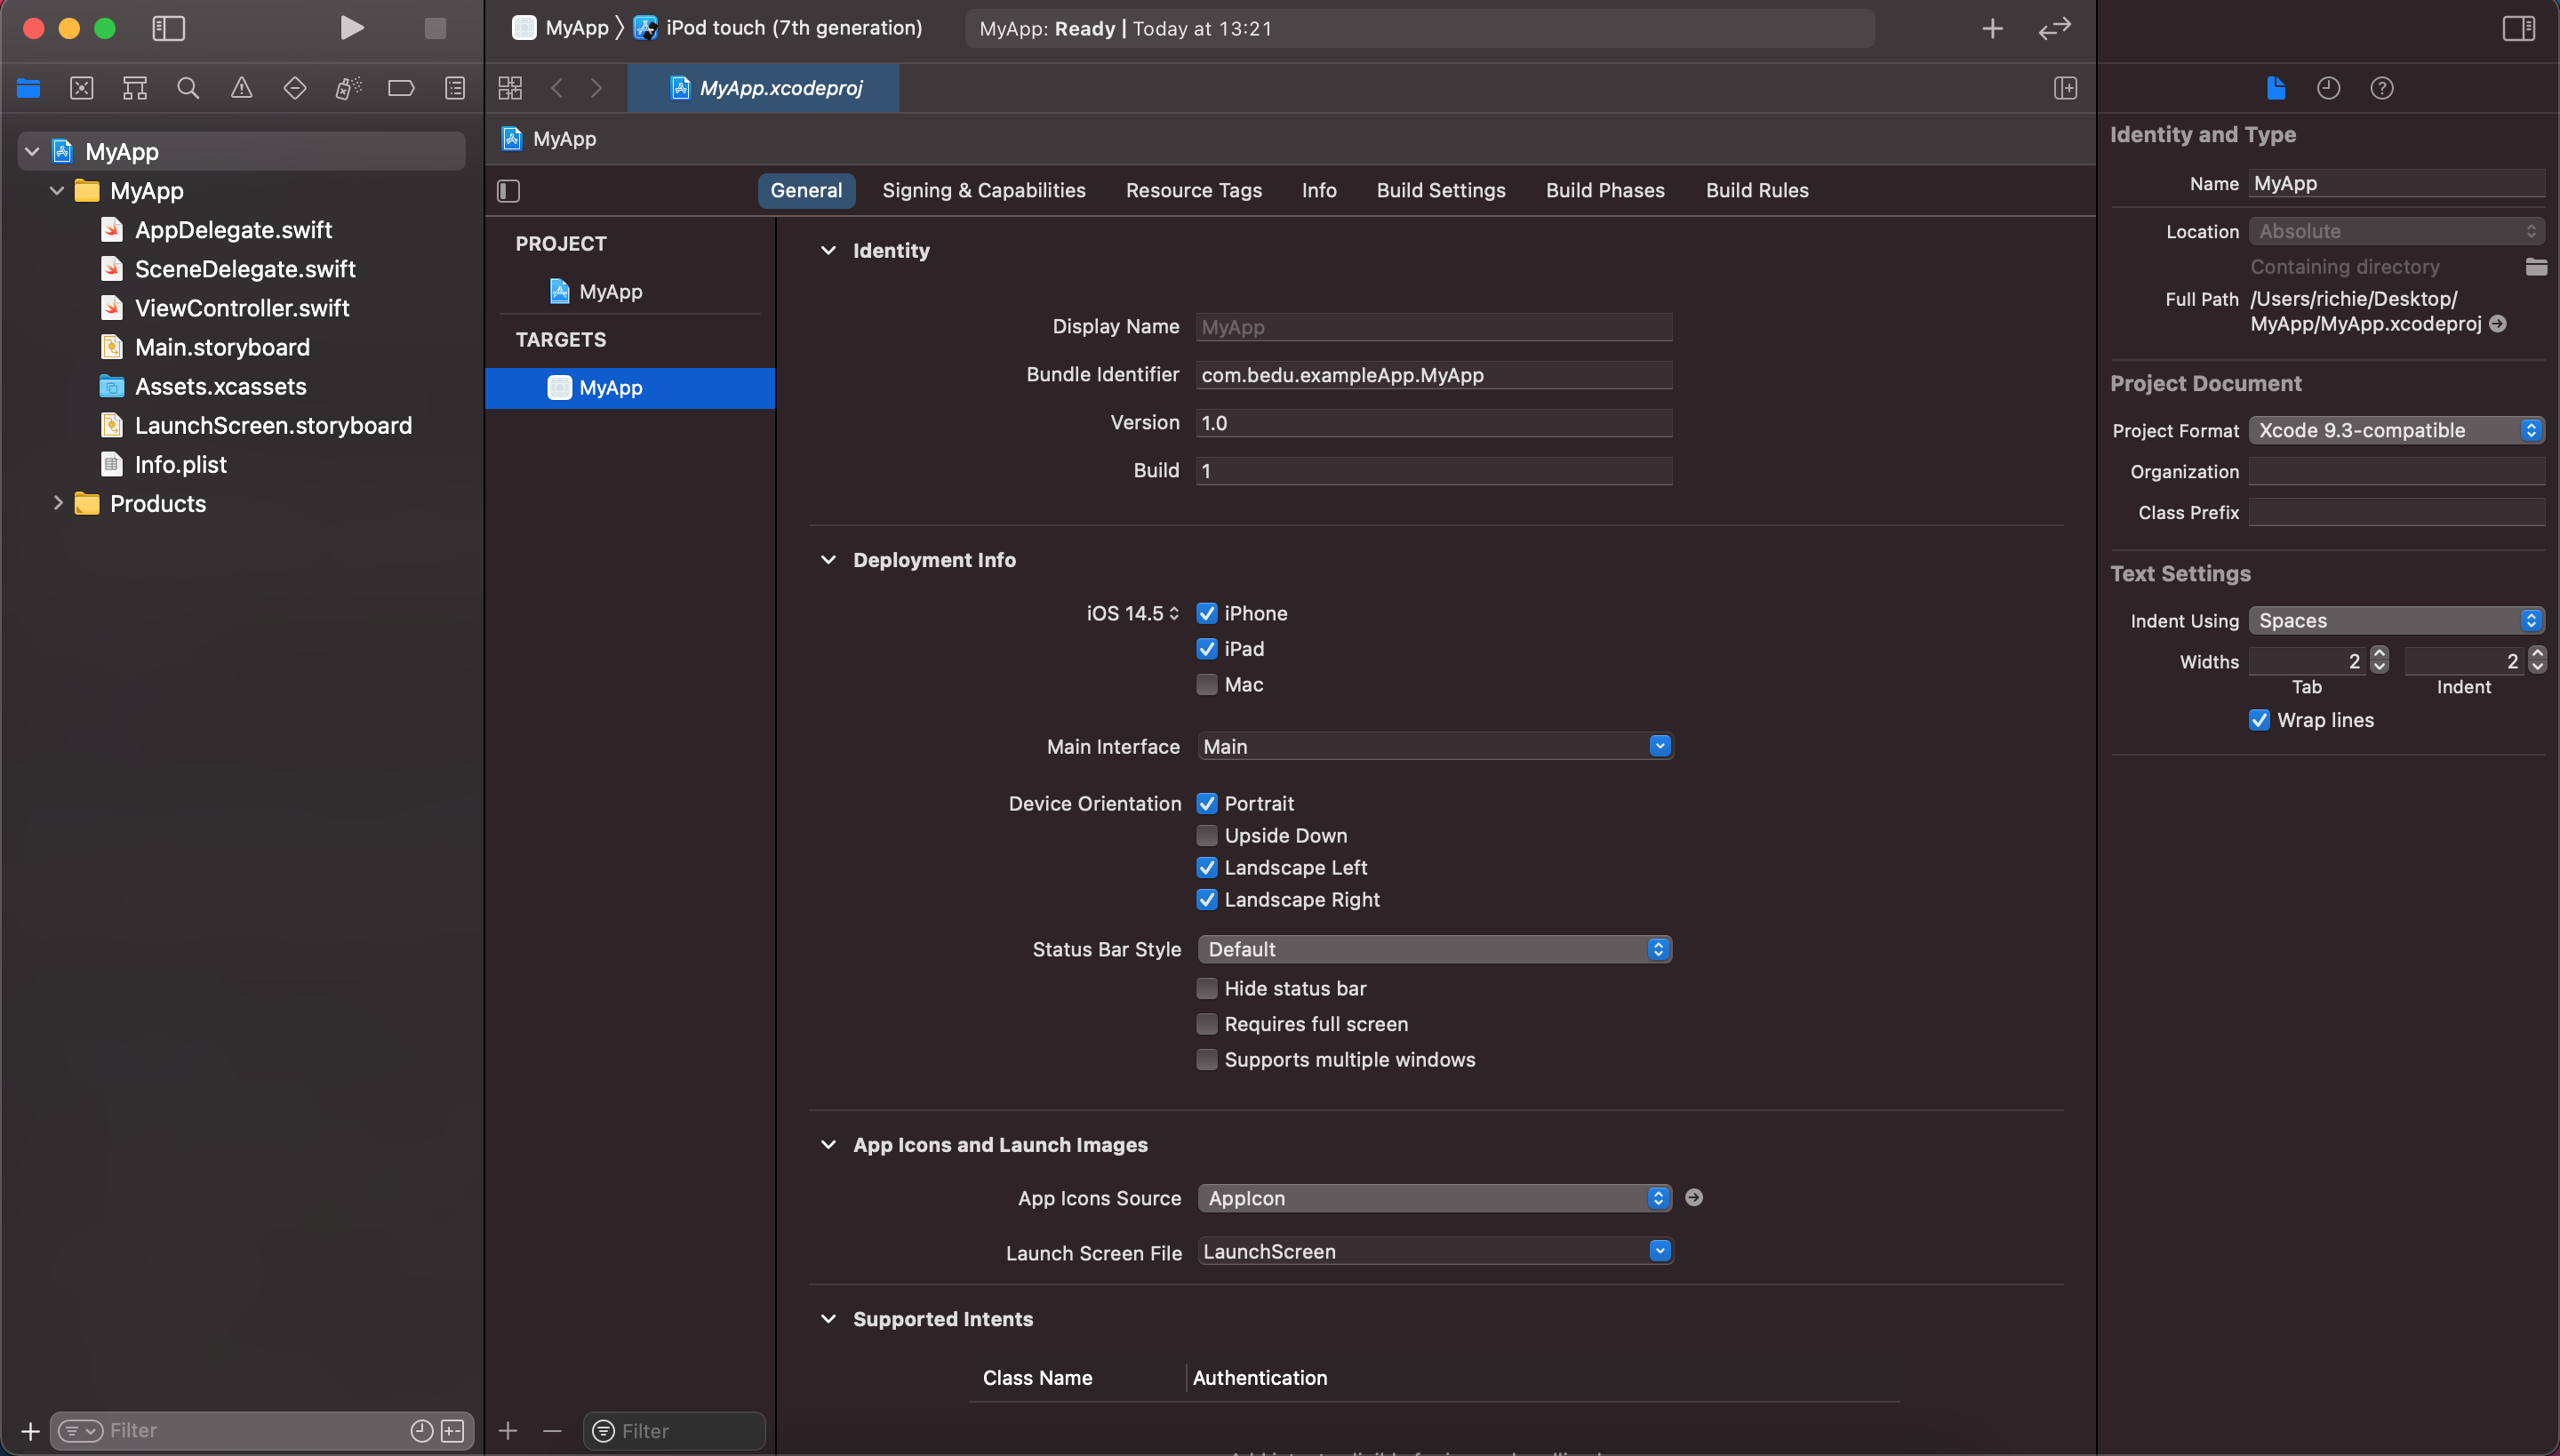 MyApp
iPod touch (7th generation)
MyApp: Ready | Today at 13:21
MyApp.xcodeproj
MyApp
MyApp
AppDelegate.swift
SceneDelegate.swift
ViewController.swift
Main.storyboard
Assets.xcassets
LaunchScreen.storyboard
Info.plist
Products
Filter
MyApp
General
Signing & Capabilities
Resource Tags
Info
Build Settings
Build Phases
Build Rules
PROJECT
MyApp
TARGETS
MyApp
Filter
Identity
Display Name MyApp
Bundle Identifier com.bedu.exampleApp.MyApp
Version 1.0
Build 1
Deployment Info
iOS 14.5 iPhone
iPad
Mac
Main Interface Main
Device Orientation Portrait
Upside Down
Landscape Left
Landscape Right
Status Bar Style Default
Hide status bar
Requires full screen
Supports multiple windows
App Icons and Launch Images
App Icons Source AppIcon
Launch Screen File LaunchScreen
Supported Intents
Class Name Authentication
Identity and Type
Name MyApp
Location Absolute
Containing directory
Full Path /Users/richie/Desktop/
MyApp/MyApp.xcodeproj
Project Document
Project Format Xcode 9.3-compatible
Organization
Class Prefix
Text Settings
Indent Using Spaces
Widths 2 2
Tab Indent
Wrap lines